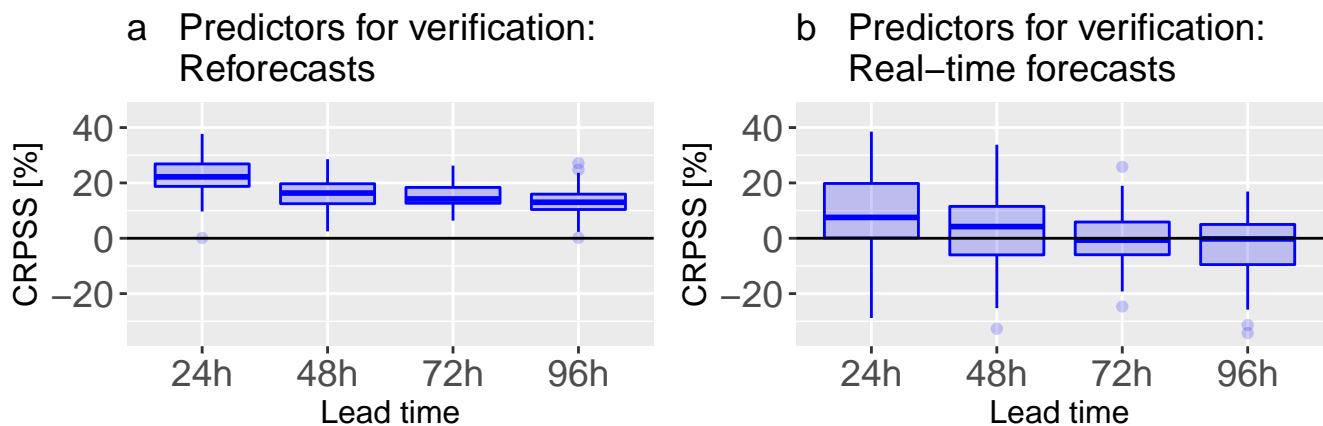 a Predictors for verification:
Reforecasts
CRPSS [%]
40
20
0
−20
24h 48h 72h 96h
Lead time
b Predictors for verification:
Real−time forecasts
CRPSS [%]
40
20
0
−20
24h 48h 72h 96h
Lead time